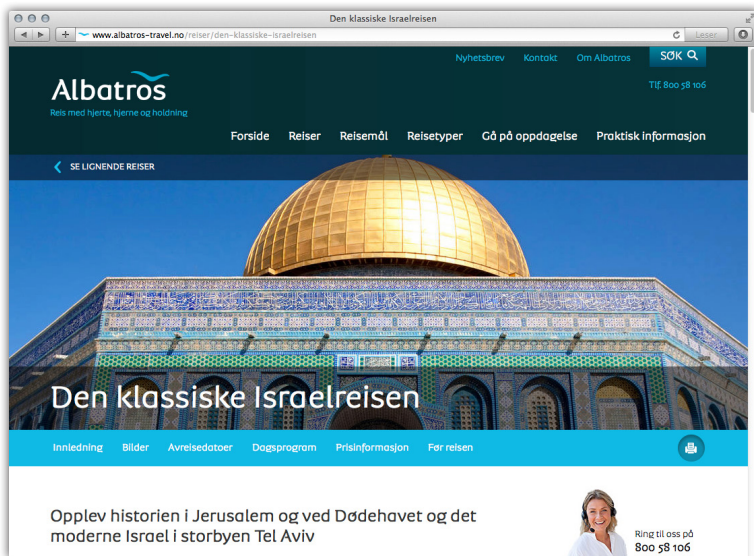 Den klassiske Israelreisen
www.albatros-travel.no/reiser/den-klassiske-israelreisen
Leser
Nyhetsbrev Kontakt Om Albatros SØK
Tlf. 800 58 106
Albatros
Reis med hjerte, hjerne og holdning
Forside Reiser Reisemål Reisetyper Gå på oppdagelse Praktisk informasjon
SE LIGNENDE REISER
Den klassiske Israelreisen
Innledning Bilder Avreisedatoer Dagsprogram Prisinformasjon Før reisen
Opplev historien i Jerusalem og ved Dødehavet og det
moderne Israel i storbyen Tel Aviv
Ring til oss på
800 58 106